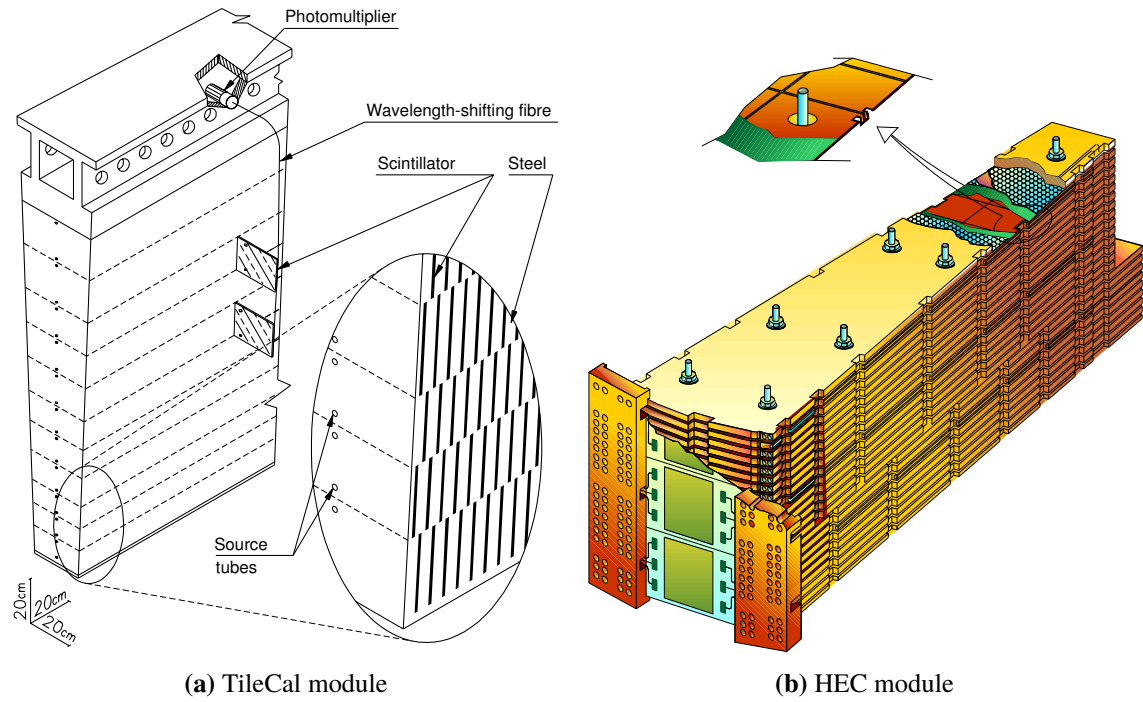 Photomultiplier
Wavelength-shifting fibre
Scintillator
Steel
Source
tubes
20cm
20cm
20cm
(a) TileCal module
(b) HEC module